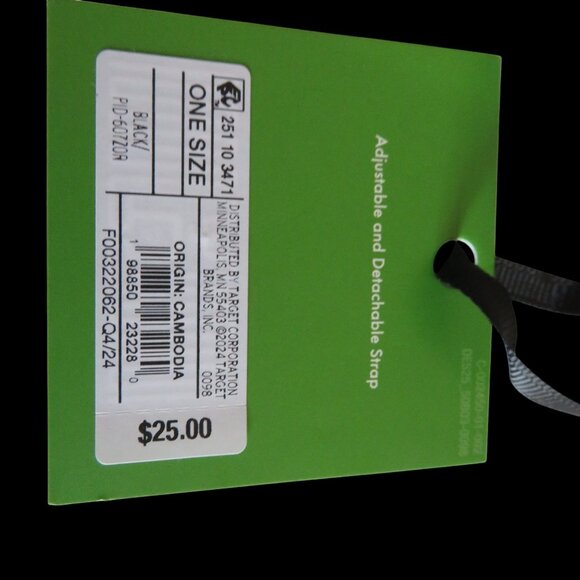 Adjustable and Detachable Strap
251 10 3471
ONE SIZE
BLACK/
PID-607Z0A
DISTRIBUTED BY TARGET CORPORATION
MINNEAPOLIS, MN 55403 ©2024 TARGET
BRANDS, INC. 0098
ORIGIN: CAMBODIA
1 98850 23228 0
F00322062-Q4/24
$25.00